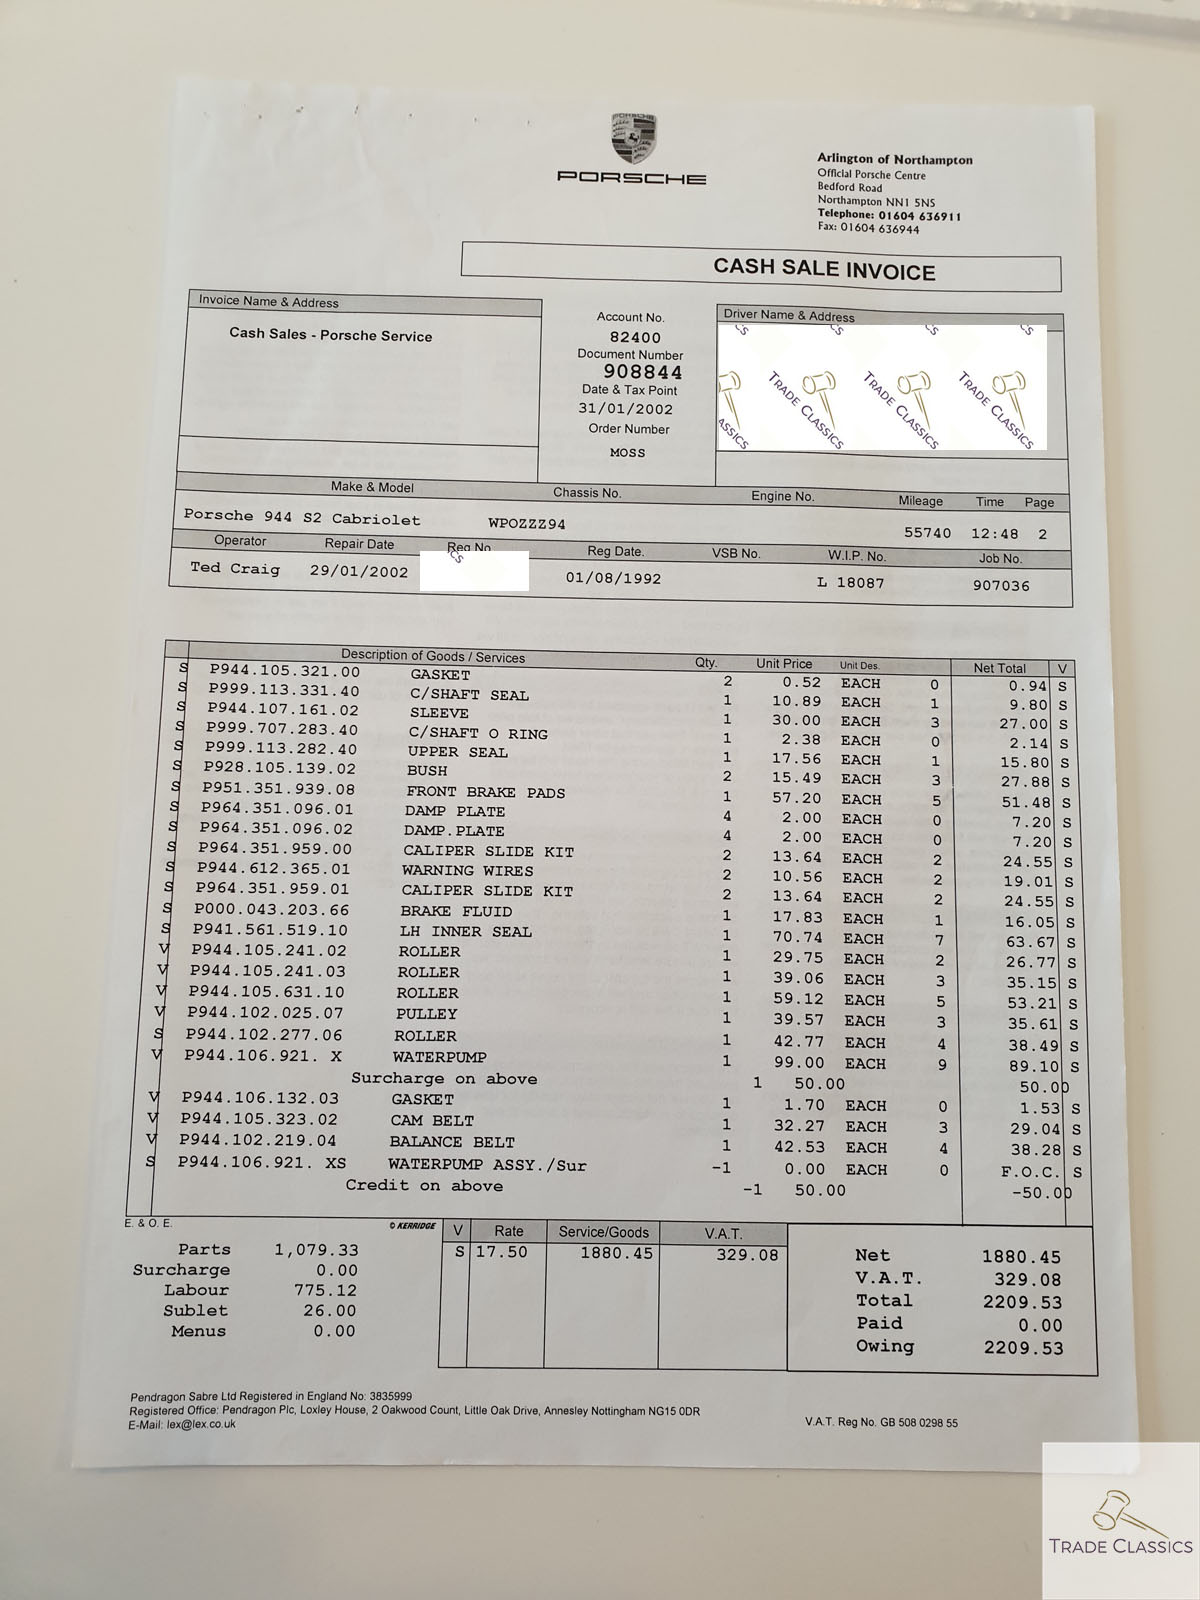 PORSCHE
PORSCHE
Arlington of Northampton
Official Porsche Centre
Bedford Road
Northampton NN1 5NS
Telephone: 01604 636911
Fax: 01604 636944
CASH SALE INVOICE
Invoice Name & Address
Cash Sales - Porsche Service
Account No.
82400
Document Number
908844
Date & Tax Point
31/01/2002
Order Number
MOSS
Driver Name & Address
CS CS CS CS
TRADE CLASSICS TRADE CLASSICS TRADE CLASSICS
ASSICS
Make & Model Chassis No. Engine No. Mileage Time Page
Porsche 944 S2 Cabriolet WPOZZZ94 55740 12:48 2
Operator Repair Date Reg No. Reg Date. VSB No. W.I.P. No. Job No.
Ted Craig 29/01/2002 CS 01/08/1992 L 18087 907036
Description of Goods / Services Qty. Unit Price Unit Des. Net Total V
S P944.105.321.00 GASKET 2 0.52 EACH 0 0.94 S
S P999.113.331.40 C/SHAFT SEAL 1 10.89 EACH 1 9.80 S
S P944.107.161.02 SLEEVE 1 30.00 EACH 3 27.00 S
S P999.707.283.40 C/SHAFT O RING 1 2.38 EACH 0 2.14 S
S P999.113.282.40 UPPER SEAL 1 17.56 EACH 1 15.80 S
S P928.105.139.02 BUSH 2 15.49 EACH 3 27.88 S
S P951.351.939.08 FRONT BRAKE PADS 1 57.20 EACH 5 51.48 S
S P964.351.096.01 DAMP PLATE 4 2.00 EACH 0 7.20 S
S P964.351.096.02 DAMP.PLATE 4 2.00 EACH 0 7.20 S
S P964.351.959.00 CALIPER SLIDE KIT 2 13.64 EACH 2 24.55 S
S P944.612.365.01 WARNING WIRES 2 10.56 EACH 2 19.01 S
S P964.351.959.01 CALIPER SLIDE KIT 2 13.64 EACH 2 24.55 S
S P000.043.203.66 BRAKE FLUID 1 17.83 EACH 1 16.05 S
S P941.561.519.10 LH INNER SEAL 1 70.74 EACH 7 63.67 S
V P944.105.241.02 ROLLER 1 29.75 EACH 2 26.77 S
V P944.105.241.03 ROLLER 1 39.06 EACH 3 35.15 S
V P944.105.631.10 ROLLER 1 59.12 EACH 5 53.21 S
V P944.102.025.07 PULLEY 1 39.57 EACH 3 35.61 S
S P944.102.277.06 ROLLER 1 42.77 EACH 4 38.49 S
V P944.106.921. X WATERPUMP 1 99.00 EACH 9 89.10 S
Surcharge on above 1 50.00 50.00
V P944.106.132.03 GASKET 1 1.70 EACH 0 1.53 S
V P944.105.323.02 CAM BELT 1 32.27 EACH 3 29.04 S
V P944.102.219.04 BALANCE BELT 1 42.53 EACH 4 38.28 S
S P944.106.921. XS WATERPUMP ASSY./Sur -1 0.00 EACH 0 F.O.C. S
Credit on above -1 50.00 -50.00
E. & O. E. © KERRIDGE
Parts 1,079.33
Surcharge 0.00
Labour 775.12
Sublet 26.00
Menus 0.00
V Rate Service/Goods V.A.T.
S 17.50 1880.45 329.08
Net 1880.45
V.A.T. 329.08
Total 2209.53
Paid 0.00
Owing 2209.53
Pendragon Sabre Ltd Registered in England No: 3835999
Registered Office: Pendragon Plc, Loxley House, 2 Oakwood Count, Little Oak Drive, Annesley Nottingham NG15 0DR
E-Mail: lex@lex.co.uk
V.A.T. Reg No. GB 508 0298 55
TRADE CLASSICS